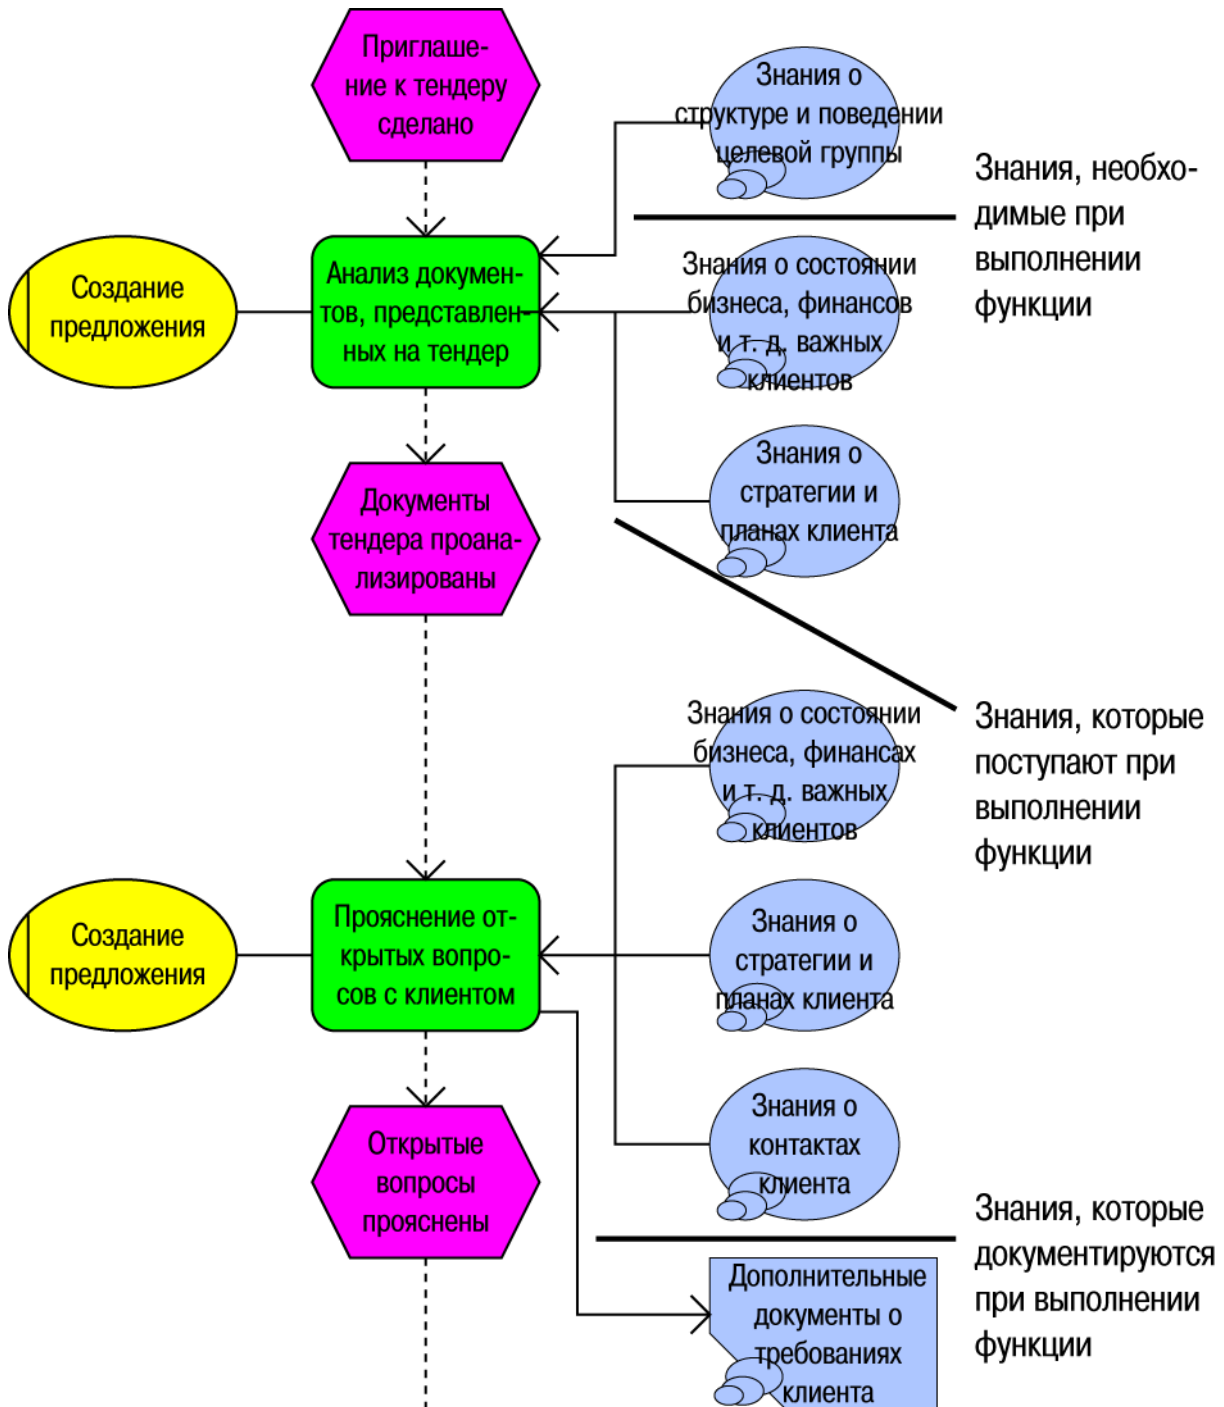 Приглаше-
ние к тендеру
сделано
Знания о
структуре и поведении
целевой группы
Знания, необхо-
димые при
выполнении
функции
Создание
предложения
Анализ докумен-
тов, представлен-
ных на тендер
Знания о состоянии
бизнеса, финансов
и т. д. важных
клиентов
Документы
тендера проана-
лизированы
Знания о
стратегии и
планах клиента
Знания о состоянии
бизнеса, финансах
и т. д. важных
клиентов
Знания, которые
поступают при
выполнении
функции
Создание
предложения
Прояснение от-
крытых вопро-
сов с клиентом
Знания о
стратегии и
планах клиента
Открытые
вопросы
прояснены
Знания о
контактах
клиента
Знания, которые
документируются
при выполнении
функции
Дополнительные
документы о
требованиях
клиента